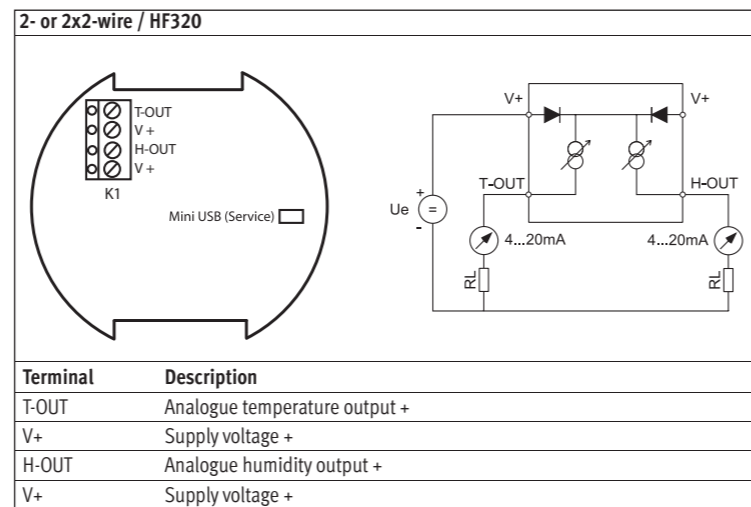 2- or 2x2-wire / HF320
T-OUT
V +
H-OUT
V +
K1
Mini USB (Service)
V+
V+
T-OUT
H-OUT
+
Ue
=
-
4...20mA
4...20mA
RL
RL
Terminal Description
T-OUT Analogue temperature output +
V+ Supply voltage +
H-OUT Analogue humidity output +
V+ Supply voltage +